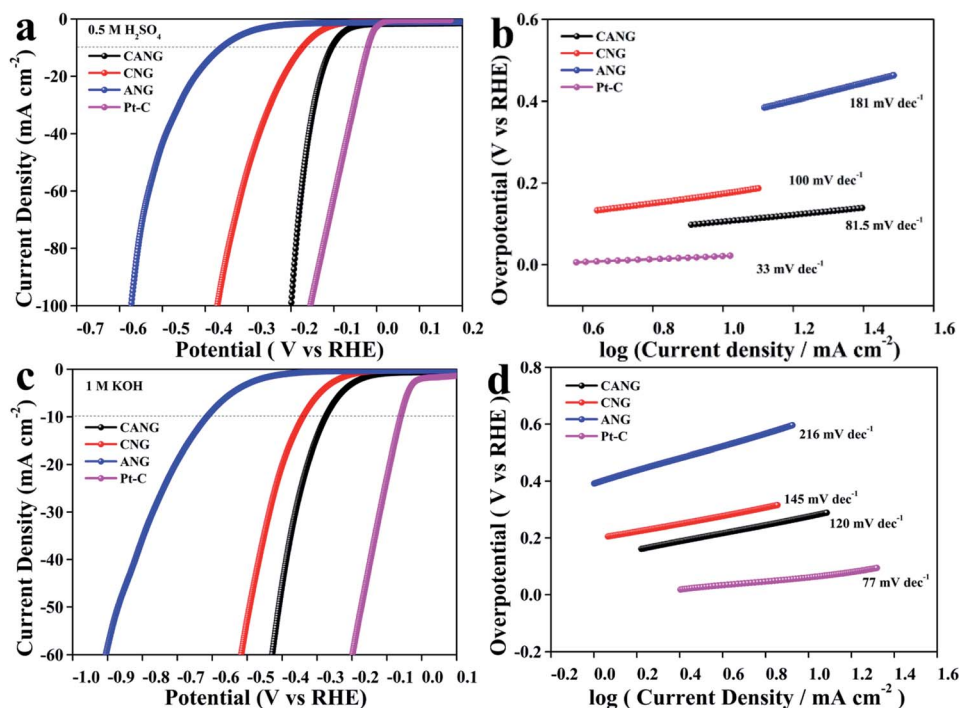 a
0.5 M H₂SO₄
CANG
CNG
ANG
Pt-C
Current Density (mA cm⁻²)
0
-20
-40
-60
-80
-100
-0.7 -0.6 -0.5 -0.4 -0.3 -0.2 -0.1 0.0 0.1 0.2
Potential ( V vs RHE)
b
CANG
CNG
ANG
Pt-C
181 mV dec⁻¹
100 mV dec⁻¹
81.5 mV dec⁻¹
33 mV dec⁻¹
Overpotential (V vs RHE)
0.4
0.2
0.0
0.6 0.8 1.0 1.2 1.4 1.6
log (Current density / mA cm⁻²)
c
1 M KOH
CANG
CNG
ANG
Pt-C
Current Density (mA cm⁻²)
0
-10
-20
-30
-40
-50
-60
-1.0 -0.9 -0.8 -0.7 -0.6 -0.5 -0.4 -0.3 -0.2 -0.1 0.0 0.1
Potential (V vs RHE)
d
CANG
CNG
ANG
Pt-C
216 mV dec⁻¹
145 mV dec⁻¹
120 mV dec⁻¹
77 mV dec⁻¹
Overpotential ( V vs RHE )
0.8
0.6
0.4
0.2
0.0
-0.2
0.0 0.2 0.4 0.6 0.8 1.0 1.2 1.4 1.6
log ( Current Density / mA cm⁻²)